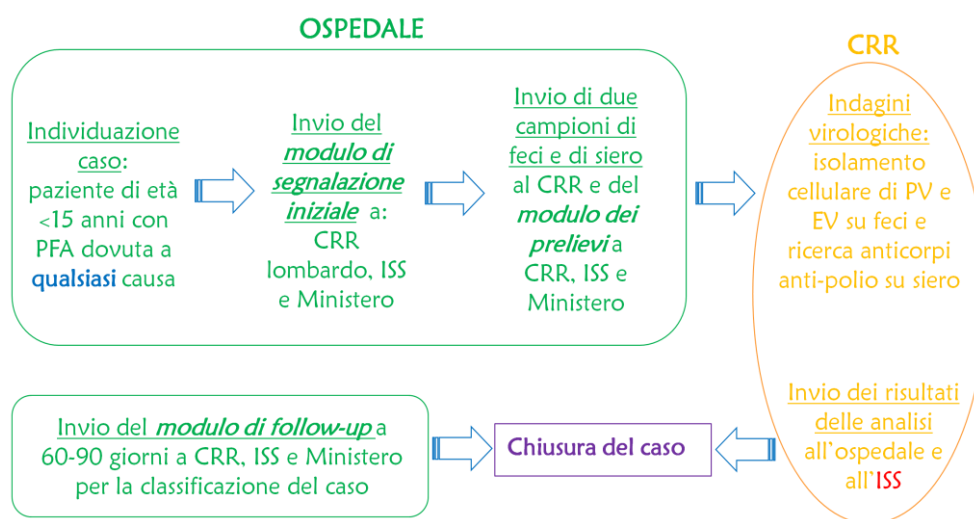 OSPEDALE
Individuazione
caso:
paziente di età
<15 anni con
PFA dovuta a
qualsiasi causa
Invio del
modulo di
segnalazione
iniziale a:
CRR
lombardo, ISS
e Ministero
Invio di due
campioni di
feci e di siero
al CRR e del
modulo dei
prelievi a
CRR, ISS e
Ministero
CRR
Indagini
virologiche:
isolamento
cellulare di PV e
EV su feci e
ricerca anticorpi
anti-polio su siero
Invio dei risultati
delle analisi
all'ospedale e
all'ISS
Invio del modulo di follow-up a
60-90 giorni a CRR, ISS e Ministero
per la classificazione del caso
Chiusura del caso